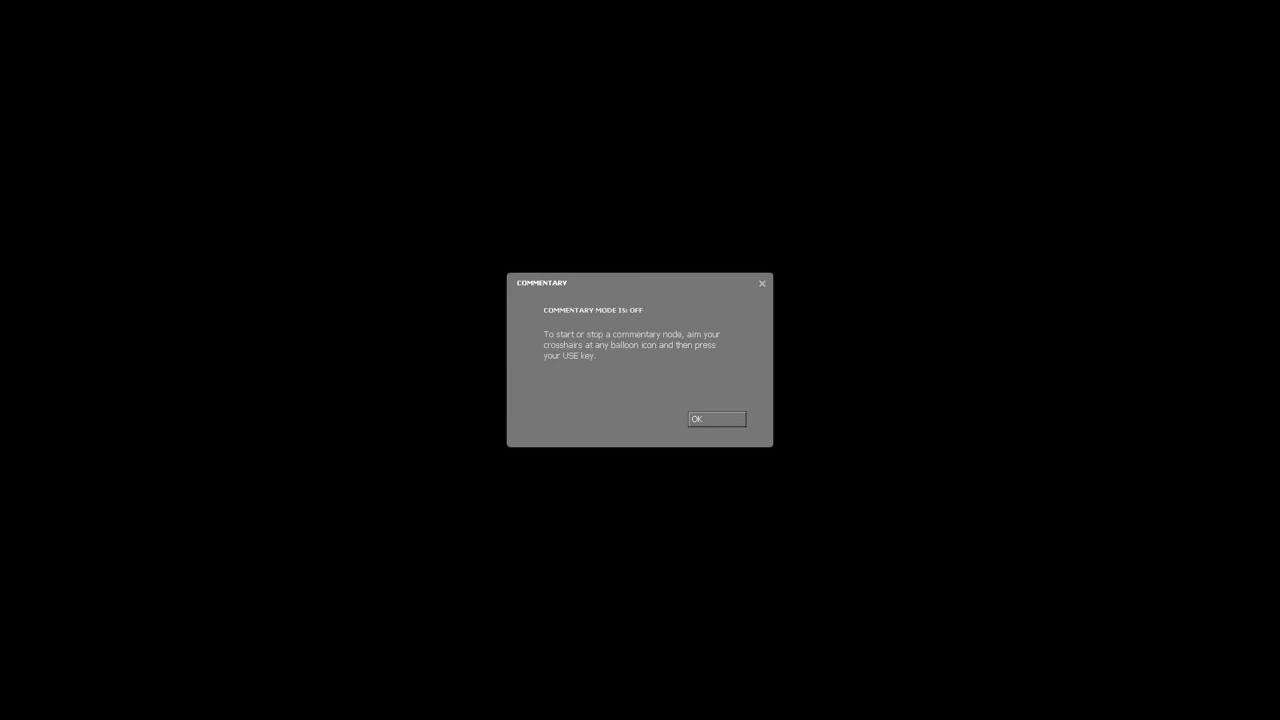 COMMENTARY
COMMENTARY MODE IS: OFF
To start or stop a commentary node, aim your
crosshairs at any balloon icon and then press
your USE key.
OK